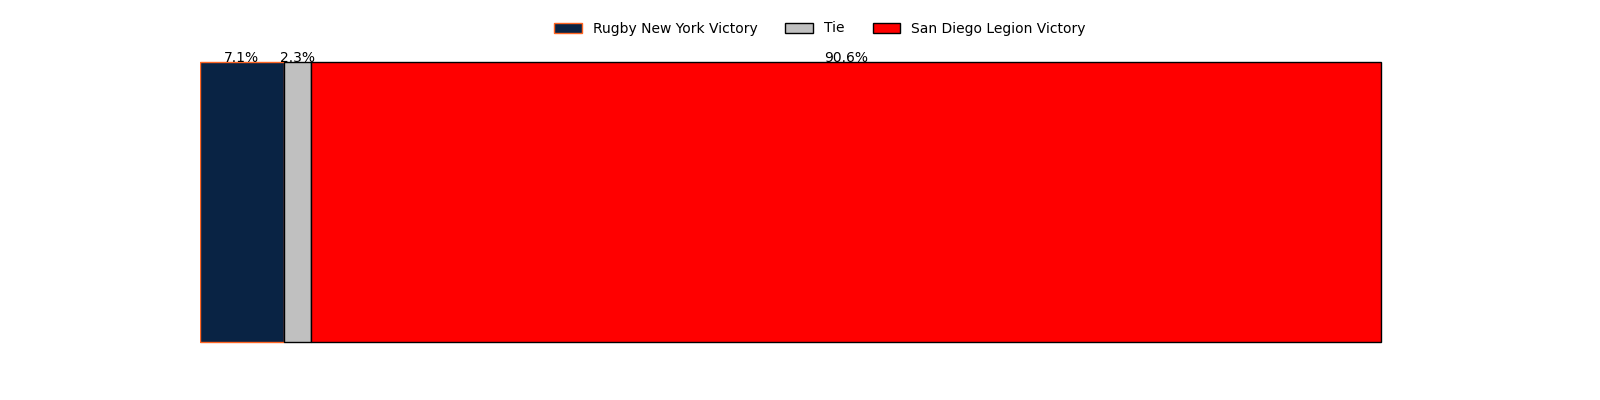 Rugby New York Victory Tie San Diego Legion Victory
7.1% 2.3% 90.6%